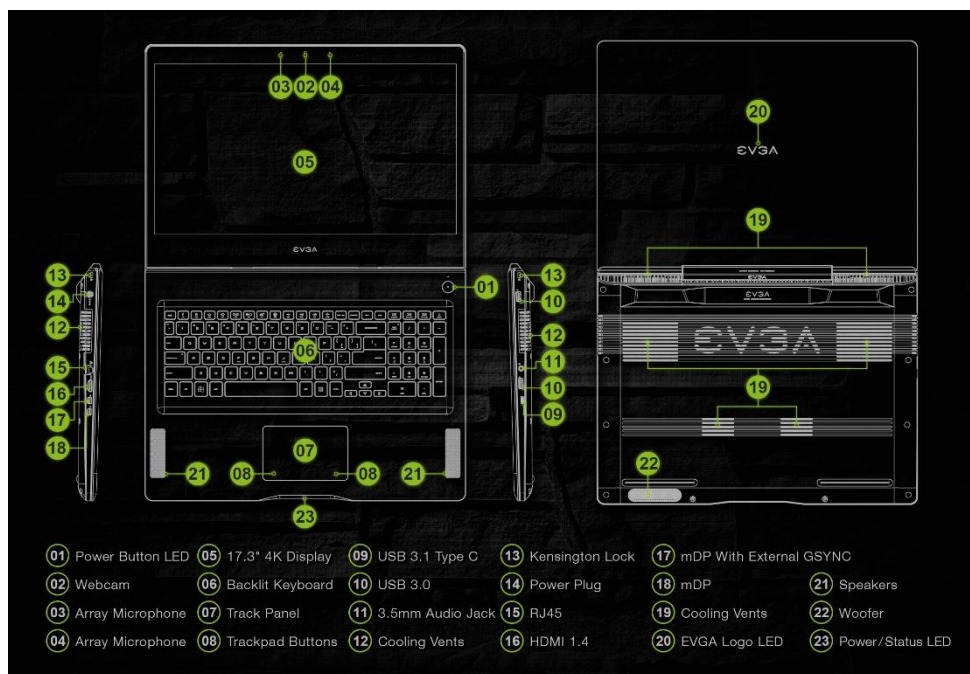 03 02 04
20
05
EVGA
19
EVGA
13
01
13
EVGA
14
10
EVGA
12
06
12
EVGA
15
11
16
10
19
17
09
18
07
22
21
08
08
21
23
01 Power Button LED
02 Webcam
03 Array Microphone
04 Array Microphone
05 17.3" 4K Display
06 Backlit Keyboard
07 Track Panel
08 Trackpad Buttons
09 USB 3.1 Type C
10 USB 3.0
11 3.5mm Audio Jack
12 Cooling Vents
13 Kensington Lock
14 Power Plug
15 RJ45
16 HDMI 1.4
17 mDP With External GSYNC
18 mDP
19 Cooling Vents
20 EVGA Logo LED
21 Speakers
22 Woofer
23 Power/Status LED